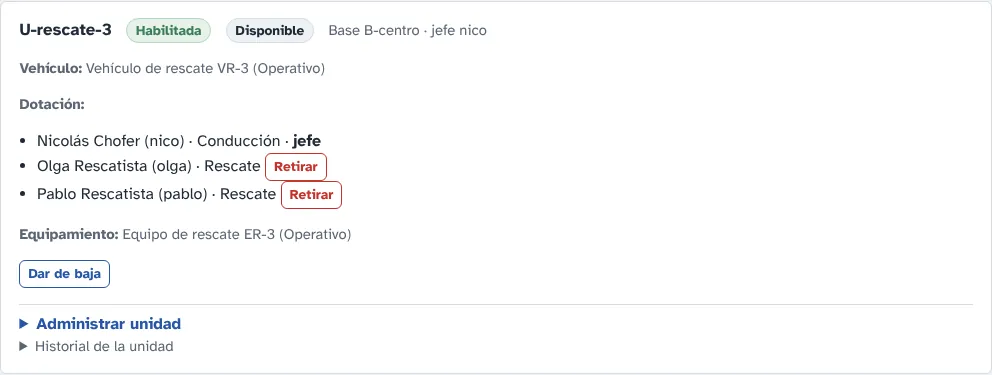 U-rescate-3 Habilitada Disponible Base B-centro · jefe nico
Vehículo: Vehículo de rescate VR-3 (Operativo)
Dotación:
• Nicolás Chofer (nico) · Conducción · jefe
• Olga Rescatista (olga) · Rescate Retirar
• Pablo Rescatista (pablo) · Rescate Retirar
Equipamiento: Equipo de rescate ER-3 (Operativo)
Dar de baja
▶ Administrar unidad
▶ Historial de la unidad